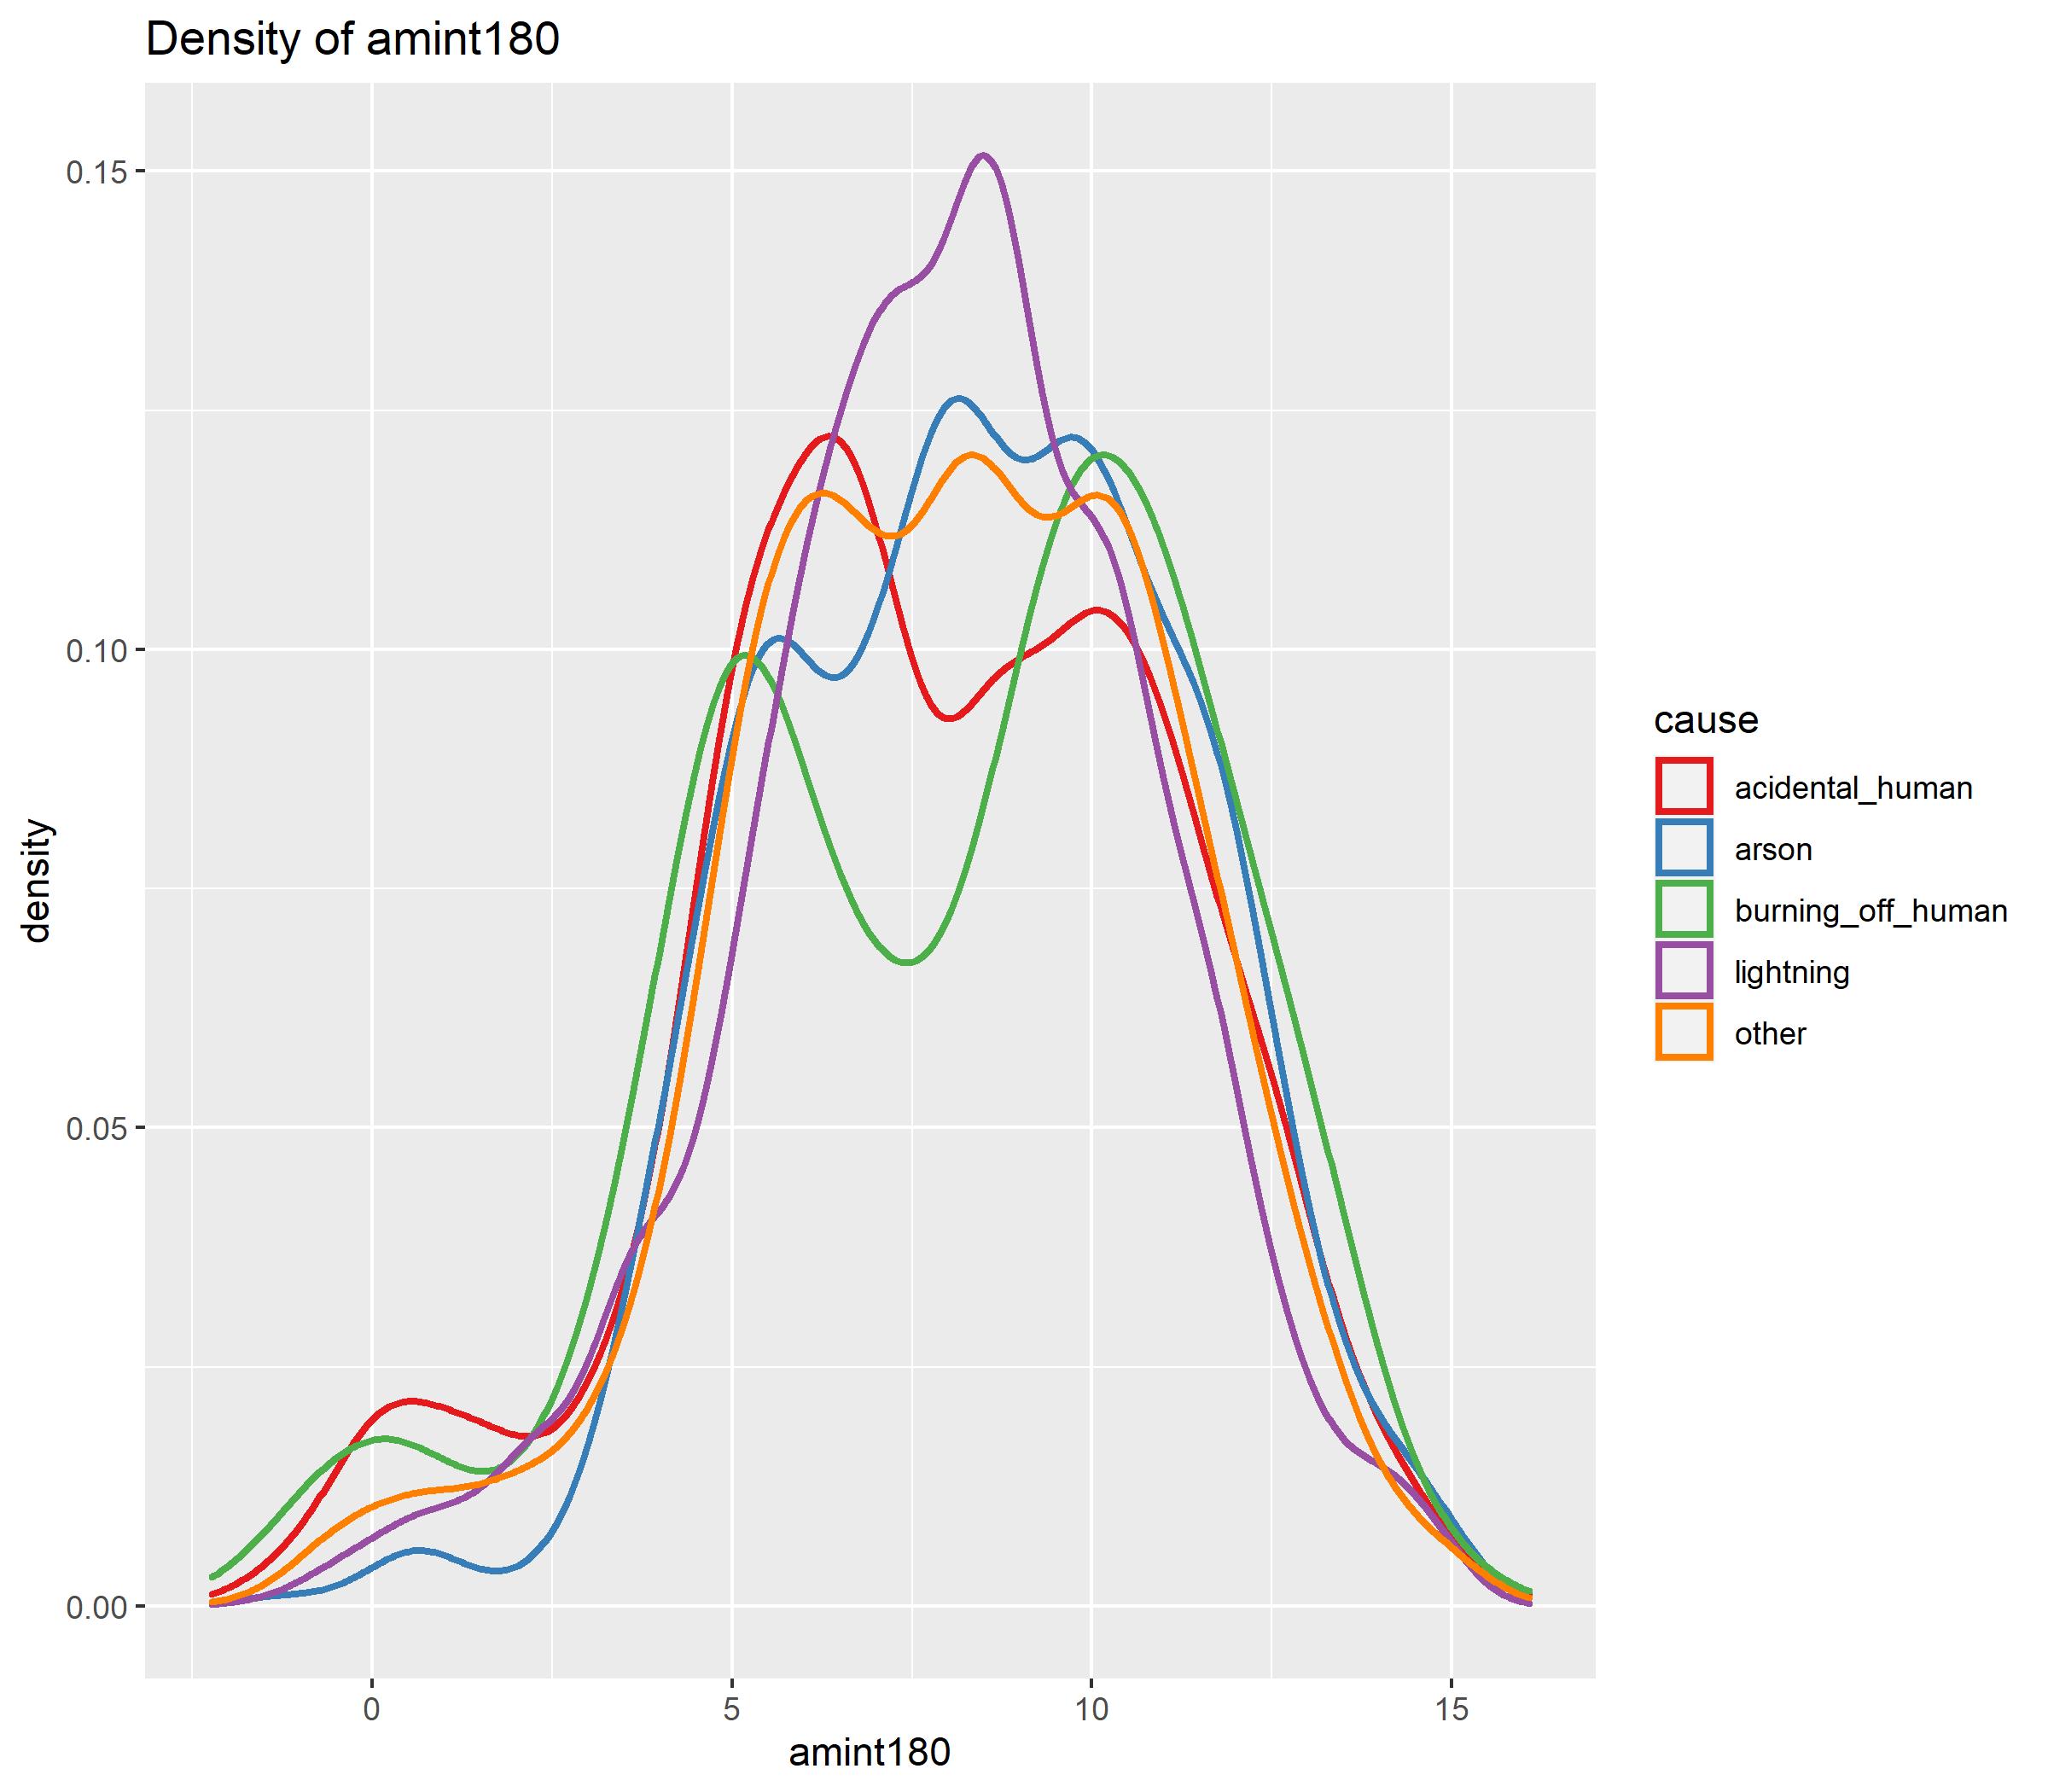 Density of amint180
0.15
0.10
0.05
0.00
density
0
5
10
15
amint180
cause
acidental_human
arson
burning_off_human
lightning
other